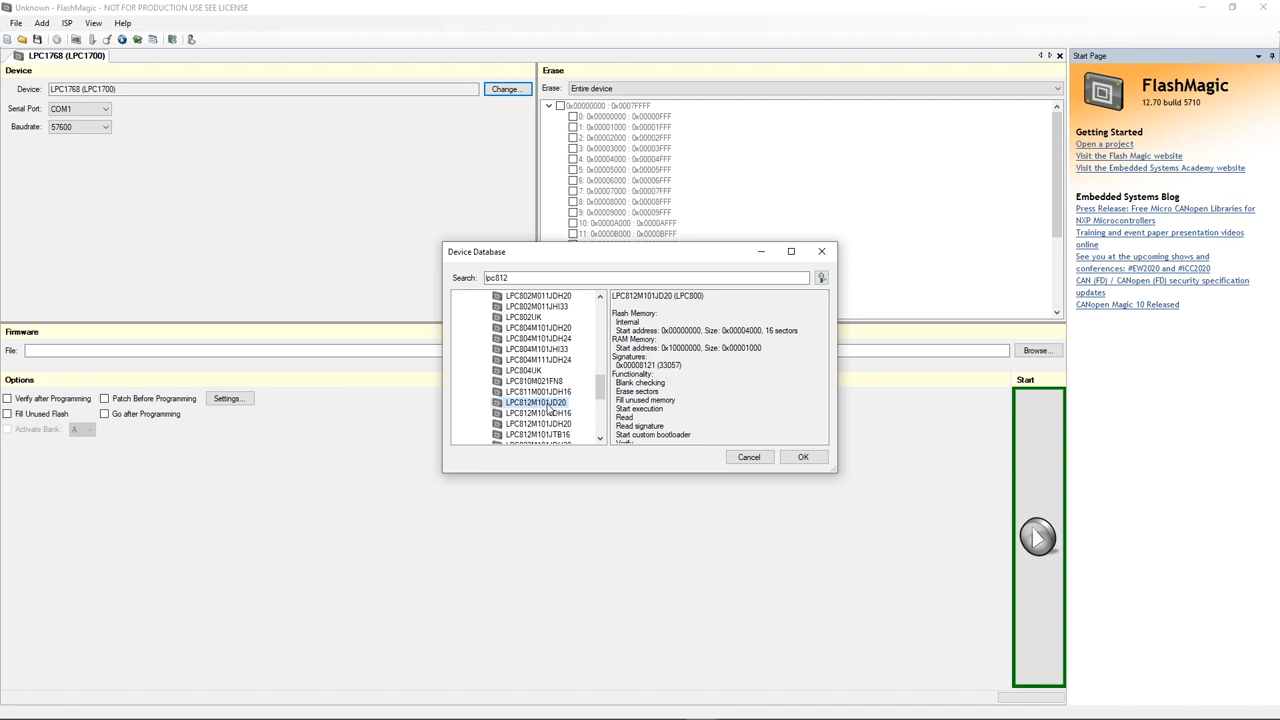 Unknown - FlashMagic - NOT FOR PRODUCTION USE SEE LICENSE
File Add ISP View Help
LPC1768 (LPC1700)
Device
Device: LPC1768 (LPC1700) Change...
Serial Port: COM1
Baudrate: 57600
Erase
Erase: Entire device
0x00000000 : 0x0007FFFF
0: 0x00000000 : 0x00000FFF
1: 0x00001000 : 0x00001FFF
2: 0x00002000 : 0x00002FFF
3: 0x00003000 : 0x00003FFF
4: 0x00004000 : 0x00004FFF
5: 0x00005000 : 0x00005FFF
6: 0x00006000 : 0x00006FFF
7: 0x00007000 : 0x00007FFF
8: 0x00008000 : 0x00008FFF
9: 0x00009000 : 0x00009FFF
10: 0x0000A000 : 0x0000AFFF
11: 0x0000B000 : 0x0000BFFF
Device Database
Search: lpc812
LPC802M011JDH20
LPC802M011JHI33
LPC802UK
LPC804M101JDH20
LPC804M101JDH24
LPC804M101JHI33
LPC804M111JDH24
LPC804UK
LPC810M021FN8
LPC811M001JDH16
LPC812M101JD20
LPC812M101JDH16
LPC812M101JDH20
LPC812M101JTB16
LPC812M101JD20 (LPC800)
Flash Memory:
Internal
Start address: 0x00000000, Size: 0x00004000, 16 sectors
RAM Memory:
Start address: 0x10000000, Size: 0x00001000
Signatures:
0x00008121 (33057)
Functionality:
Blank checking
Erase sectors
Fill unused memory
Start execution
Read
Read signature
Start custom bootloader
Verify
Cancel OK
Firmware
File: Browse...
Options
Verify after Programming Patch Before Programming Settings...
Fill Unused Flash Go after Programming
Activate Bank: A
Start
Start Page
FlashMagic
12.70 build 5710
Getting Started
Open a project
Visit the Flash Magic website
Visit the Embedded Systems Academy website
Embedded Systems Blog
Press Release: Free Micro CANopen Libraries for
NXP Microcontrollers
Training and event paper presentation videos
online
See you at the upcoming shows and
conferences: #EW2020 and #iCC2020
CAN (FD) / CANopen (FD) security specification
updates
CANopen Magic 10 Released